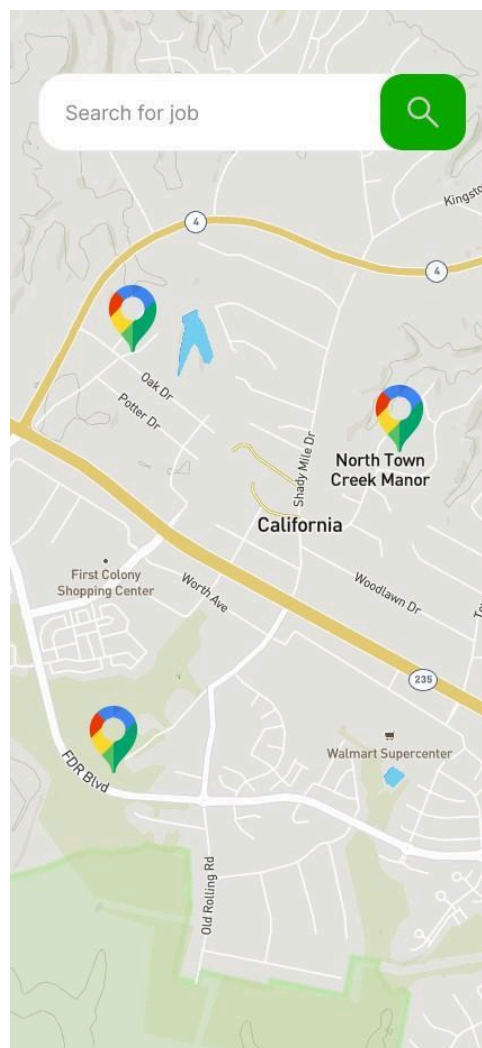 Search for job
Kingsto
4
4
Oak Dr
Potter Dr
North Town
Creek Manor
Shady Mile Dr
California
First Colony
Shopping Center
Worth Ave
Woodlawn Dr
235
Walmart Supercenter
FDR Blvd
Old Rolling Rd